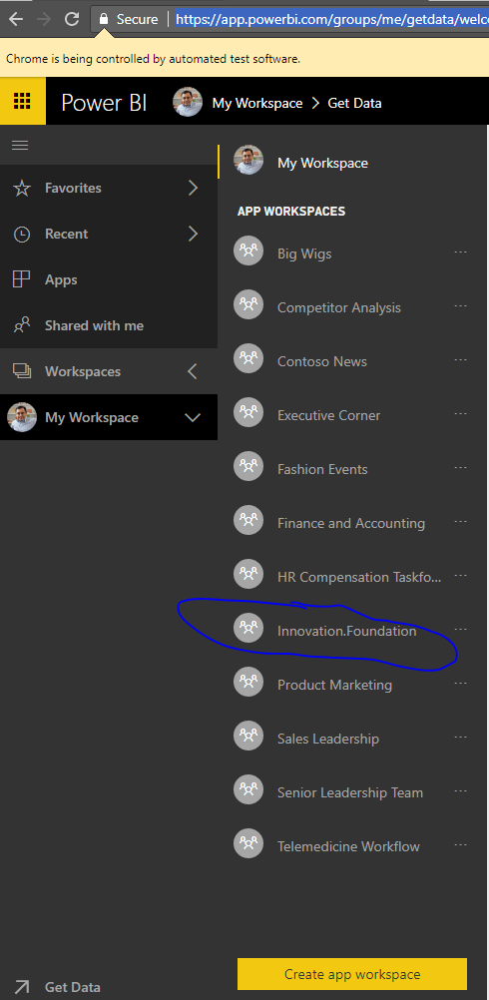 Secure https://app.powerbi.com/groups/me/getdata/welc
Chrome is being controlled by automated test software.
Power BI My Workspace > Get Data
Favorites
Recent
Apps
Shared with me
Workspaces
My Workspace
Get Data
My Workspace
APP WORKSPACES
Big Wigs ...
Competitor Analysis ...
Contoso News ...
Executive Corner ...
Fashion Events ...
Finance and Accounting ...
HR Compensation Taskfo... ...
Innovation.Foundation ...
Product Marketing ...
Sales Leadership ...
Senior Leadership Team ...
Telemedicine Workflow ...
Create app workspace